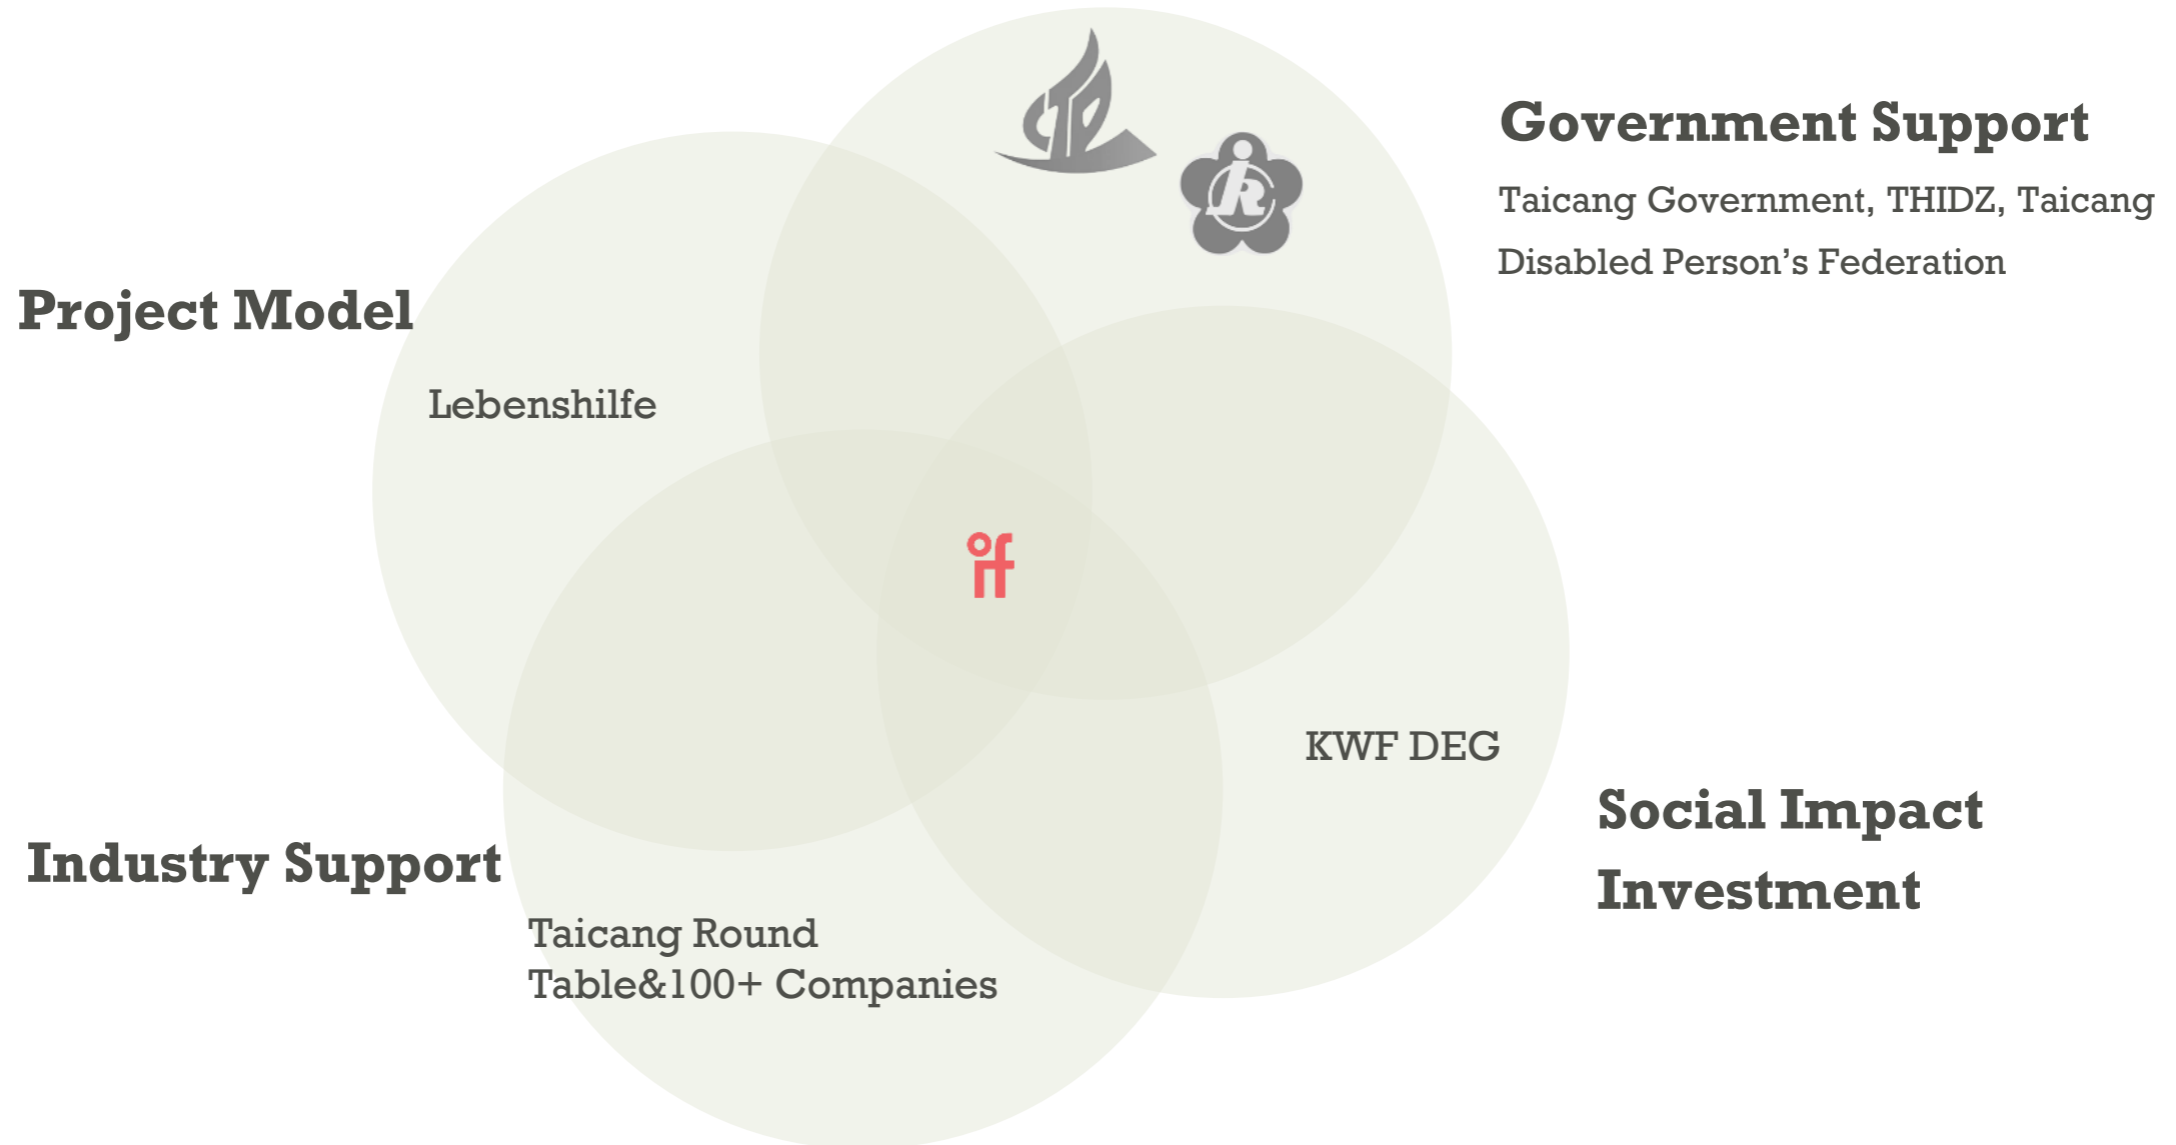 Government Support
Taicang Government, THIDZ, Taicang
Disabled Person’s Federation
Project Model
Lebenshilfe
if
KWF DEG
Social Impact
Investment
Industry Support
Taicang Round
Table&100+ Companies